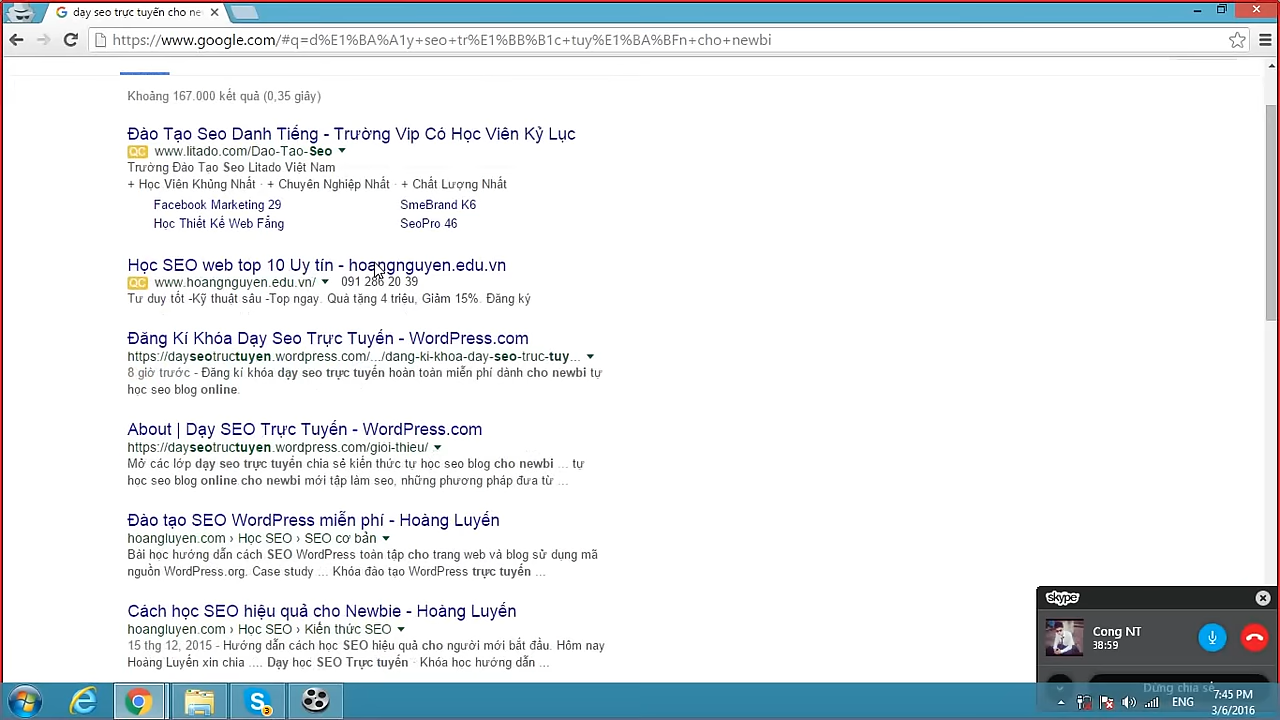 day seo trưc tuyến cho ne
https://www.google.com/#q=d%E1%BA%A1y+seo+tr%E1%BB%B1c+tuy%E1%BA%BFn+cho+newbi
Khoảng 167.000 kết quả (0,35 giây)
Đào Tạo Seo Danh Tiếng - Trường Vip Có Học Viên Kỷ Lục
QC www.litado.com/Dao-Tao-Seo
Trường Đào Tạo Seo Litado Việt Nam
+ Học Viên Khủng Nhất · + Chuyên Nghiệp Nhất · + Chất Lượng Nhất
Facebook Marketing 29 SmeBrand K6
Học Thiết Kế Web Fẳng SeoPro 46
Học SEO web top 10 Uy tín - hoangnguyen.edu.vn
QC www.hoangnguyen.edu.vn/ 091 286 20 39
Tư duy tốt -Kỹ thuật sâu -Top ngay. Quà tặng 4 triệu, Giảm 15%. Đăng ký
Đăng Kí Khóa Dạy Seo Trực Tuyến - WordPress.com
https://dayseotructuyen.wordpress.com/.../dang-ki-khoa-day-seo-truc-tuy...
8 giờ trước - Đăng kí khóa dạy seo trực tuyến hoàn toàn miễn phí dành cho newbi tự
học seo blog online.
About | Dạy SEO Trực Tuyến - WordPress.com
https://dayseotructuyen.wordpress.com/gioi-thieu/
Mở các lớp dạy seo trực tuyến chia sẻ kiến thức tự học seo blog cho newbi ... tự
học seo blog online cho newbi mới tập làm seo, những phương pháp đưa từ ...
Đào tạo SEO WordPress miễn phí - Hoàng Luyến
hoangluyen.com › Học SEO › SEO cơ bản
Bài học hướng dẫn cách SEO WordPress toàn tập cho trang web và blog sử dụng mã
nguồn WordPress.org. Case study ... Khóa đào tạo WordPress trực tuyến ...
Cách học SEO hiệu quả cho Newbie - Hoàng Luyến
hoangluyen.com › Học SEO › Kiến thức SEO
15 thg 12, 2015 - Hướng dẫn cách học SEO hiệu quả cho người mới bắt đầu. Hôm nay
Hoàng Luyến xin chia .... Dạy học SEO Trực tuyến · Khóa học hướng dẫn ...
skype
Cong NT
38:59
Dừng chia sẻ
3
ENG
7:45 PM
3/6/2016